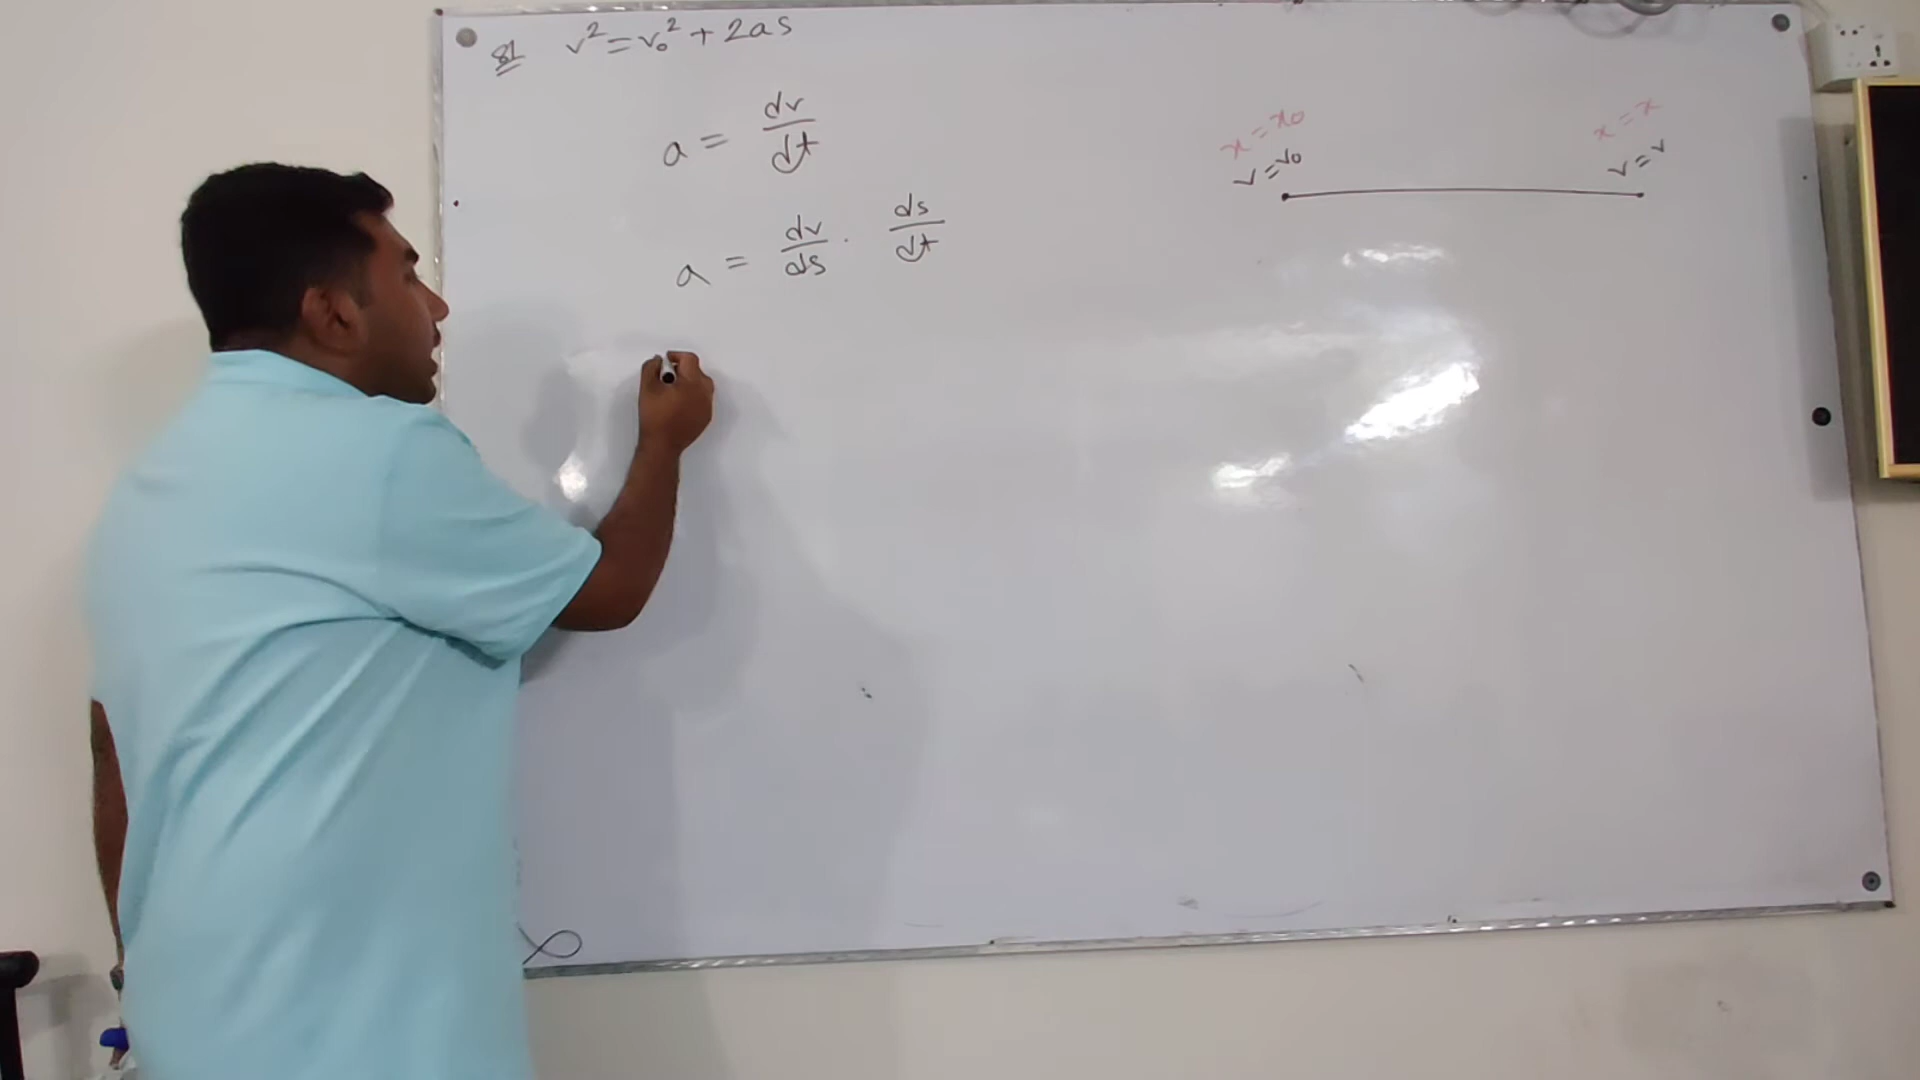 81 v² = v₀² + 2as
a = dv/dt
a = dv/ds · ds/dt
x = x₀
v = v₀
x = x
v = v